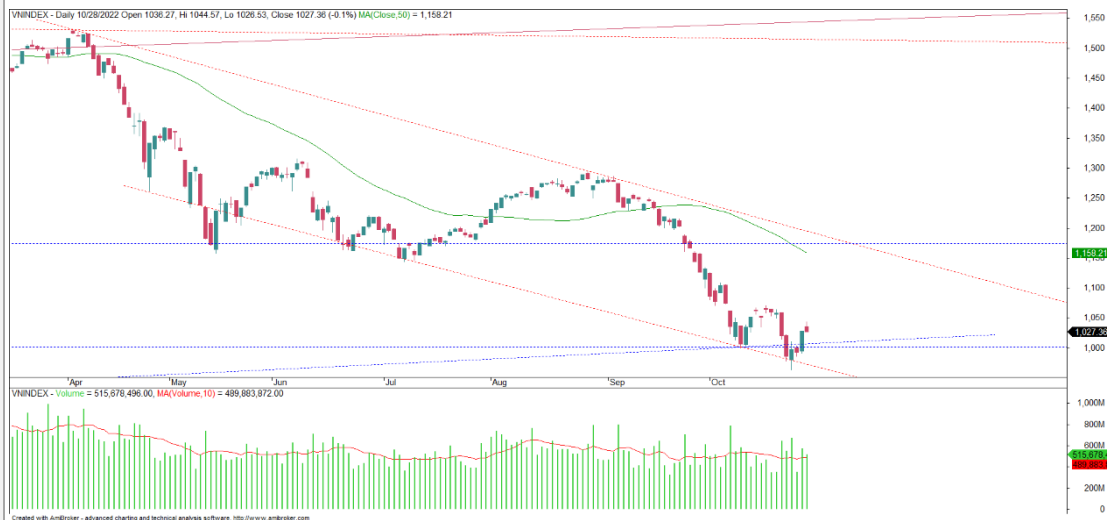 VNINDEX - Daily 10/28/2022 Open 1036.27, Hi 1044.57, Lo 1026.53, Close 1027.36 (-0.1%) MA(Close,50) = 1,158.21
1,550
1,500
1,450
1,400
1,350
1,300
1,250
1,200
1,150
1,158.21
1,100
1,050
1,027.36
1,000
Apr May Jun Jul Aug Sep Oct
VNINDEX - Volume = 515,678,496.00, MA(Volume,10) = 489,883,872.00
1,000M
800M
600M
515,678,4
489,883,
200M
0
Created with AmiBroker - advanced charting and technical analysis software. http://www.amibroker.com